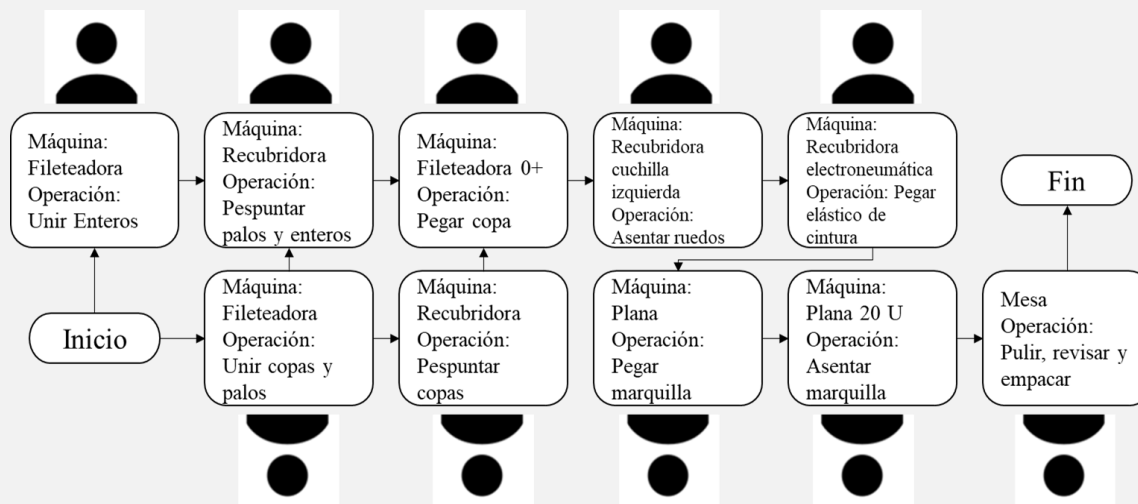 Máquina:
Fileteadora
Operación:
Unir Enteros
Máquina:
Recubridora
Operación:
Pespuntar
palos y enteros
Máquina:
Fileteadora 0+
Operación:
Pegar copa
Máquina:
Recubridora
cuchilla
izquierda
Operación:
Asentar ruedos
Máquina:
Recubridora
electroneumática
Operación: Pegar
elástico de
cintura
Fin
Inicio
Máquina:
Fileteadora
Operación:
Unir copas y
palos
Máquina:
Recubridora
Operación:
Pespuntar
copas
Máquina:
Plana
Operación:
Pegar
marquilla
Máquina:
Plana 20 U
Operación:
Asentar
marquilla
Mesa
Operación:
Pulir, revisar y
empacar